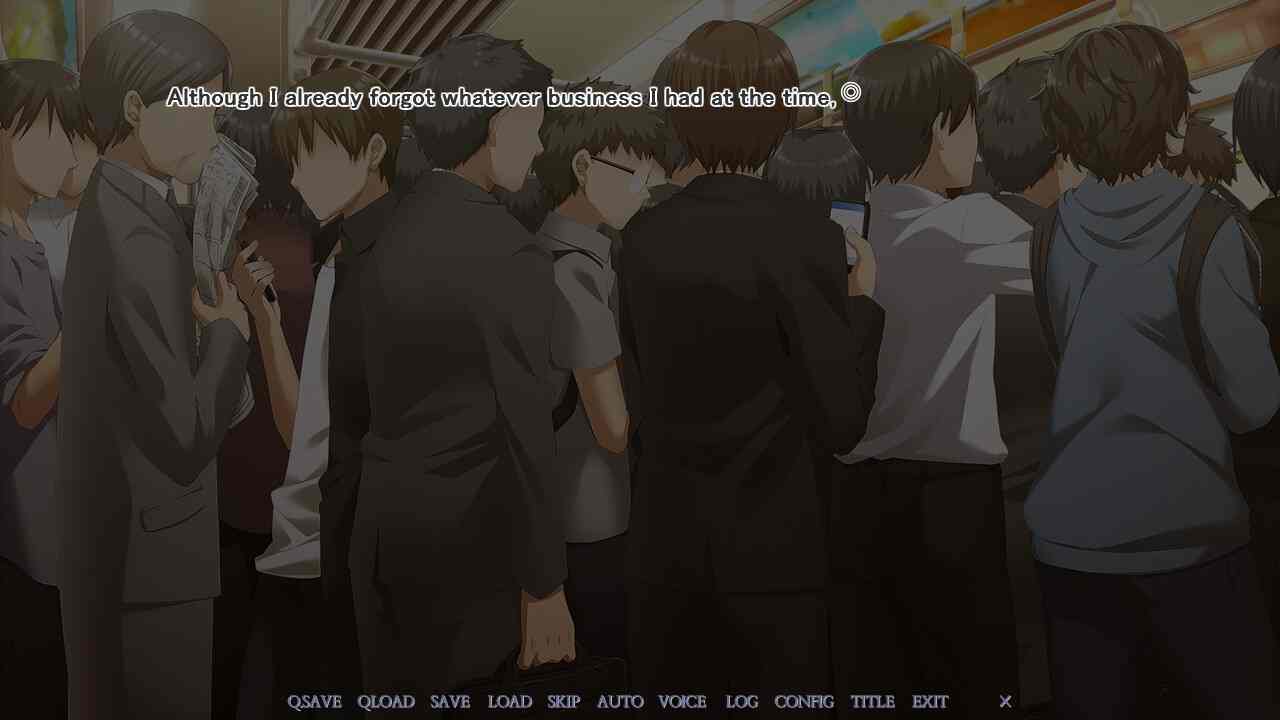 Although I already forgot whatever business I had at the time,
QSAVE QLOAD SAVE LOAD SKIP AUTO VOICE LOG CONFIG TITLE EXIT X